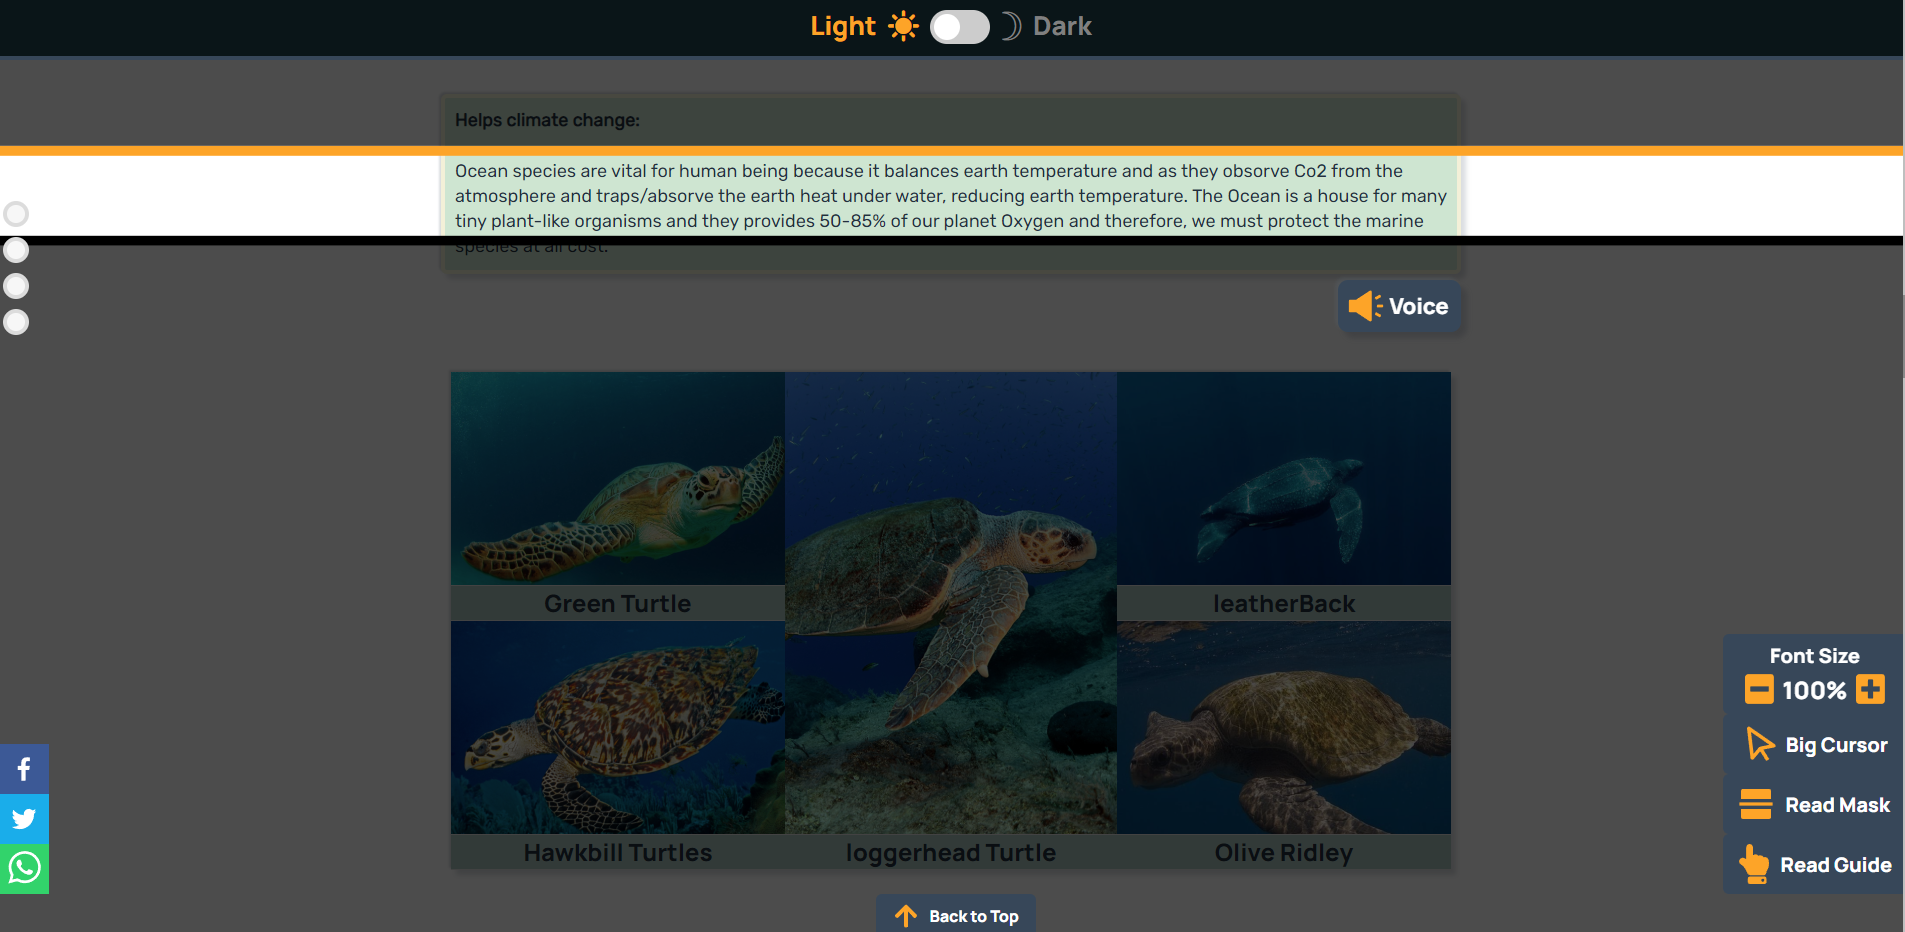 Light Dark
Helps climate change:
Ocean species are vital for human being because it balances earth temperature and as they obsorve Co2 from the
atmosphere and traps/absorve the earth heat under water, reducing earth temperature. The Ocean is a house for many
tiny plant-like organisms and they provides 50-85% of our planet Oxygen and therefore, we must protect the marine
species at all cost.
Voice
Green Turtle
leatherBack
Hawkbill Turtles
loggerhead Turtle
Olive Ridley
Font Size
100%
Big Cursor
Read Mask
Read Guide
Back to Top